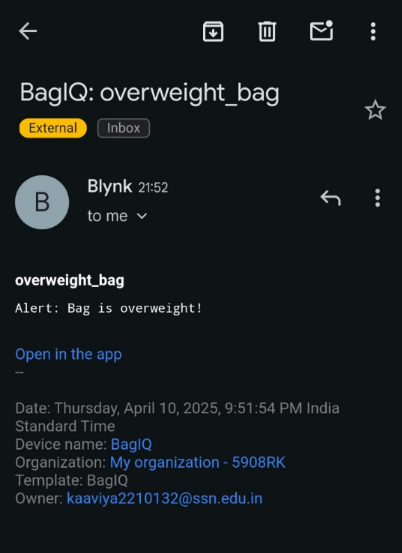 BagIQ: overweight_bag
External Inbox
B
Blynk 21:52
to me
overweight_bag
Alert: Bag is overweight!
Open in the app
--
Date: Thursday, April 10, 2025, 9:51:54 PM India
Standard Time
Device name: BagIQ
Organization: My organization - 5908RK
Template: BagIQ
Owner: kaaviya2210132@ssn.edu.in